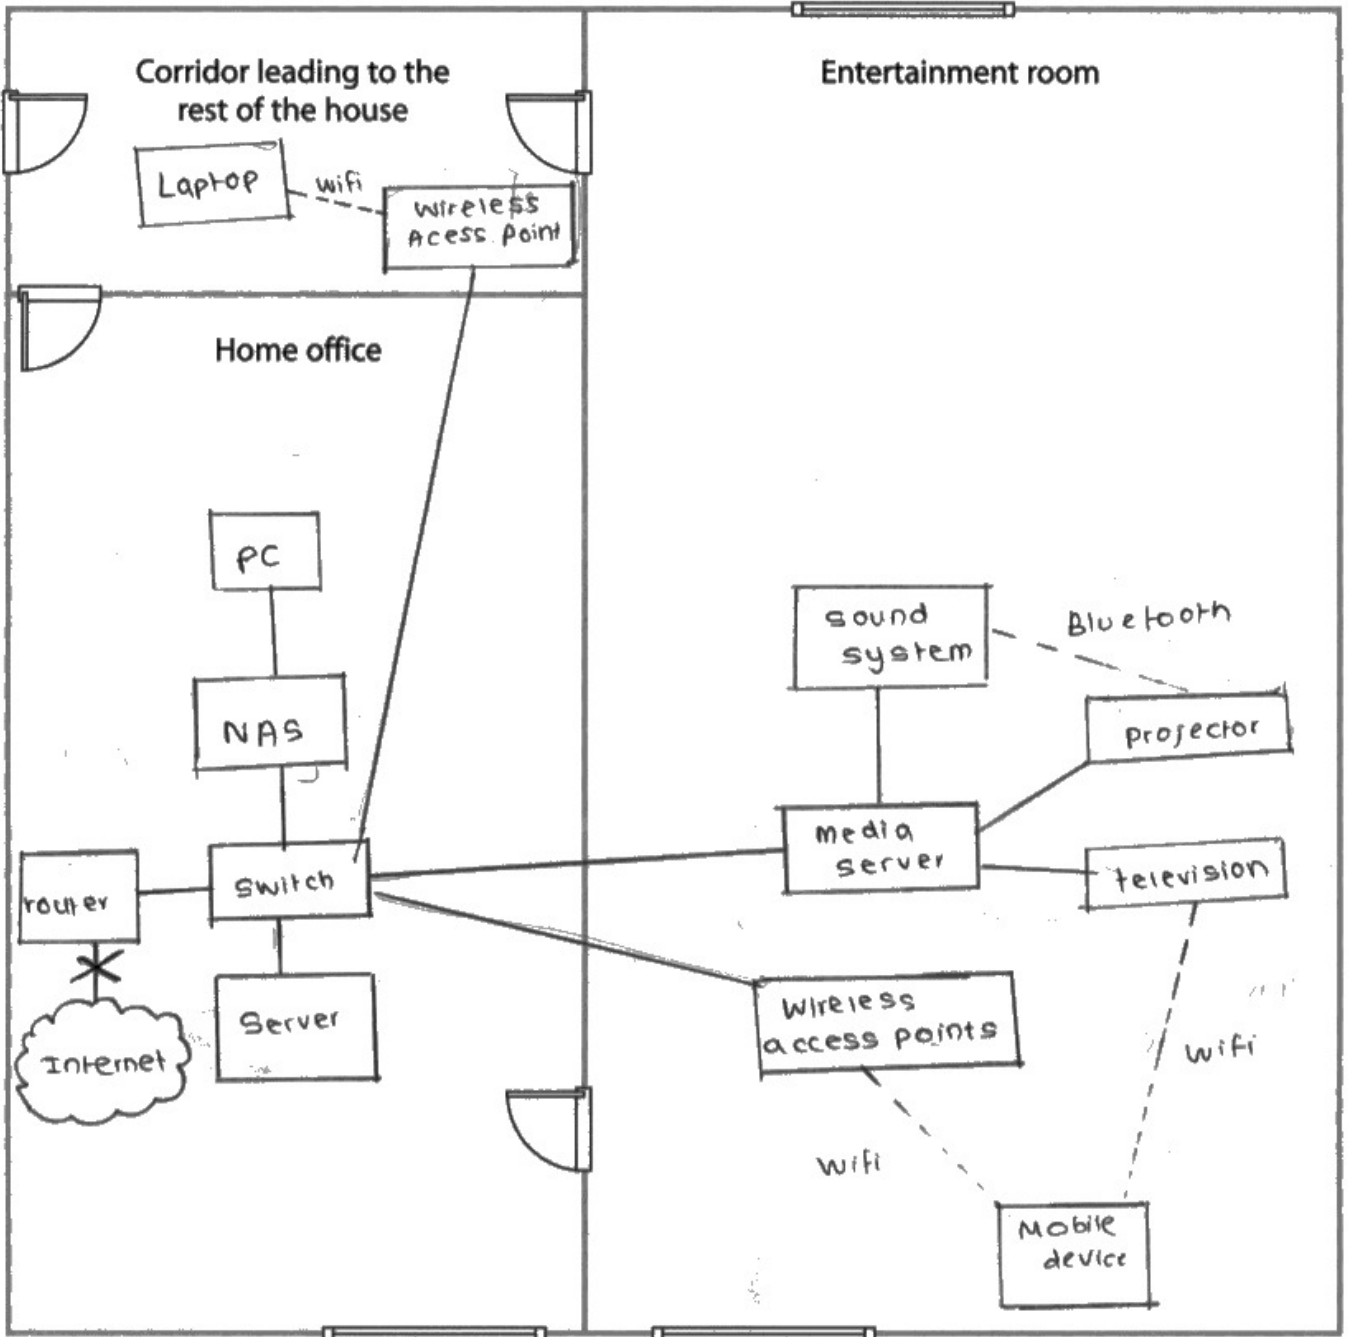 Corridor leading to the
rest of the house
Laptop
wifi
Wireless
Acess Point
Entertainment room
Home office
PC
NAS
router
Switch
Server
Internet
sound
system
Bluetooth
projector
media
server
television
Wireless
access points
wifi
wifi
Mobile
device